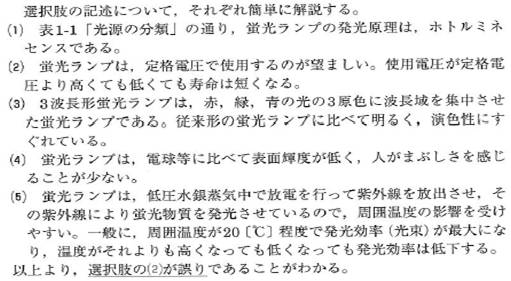 選択肢の記述について，それぞれ簡単に解説する。
(1) 表1-1「光源の分類」の通り，蛍光ランプの発光原理は，ホトルミネ
センスである。
(2) 蛍光ランプは，定格電圧で使用するのが望ましい。使用電圧が定格電
圧より高くても低くても寿命は短くなる。
(3) 3波長形蛍光ランプは，赤，緑，青の光の3原色に波長域を集中させ
た蛍光ランプである。従来形の蛍光ランプに比べて明るく，演色性にす
ぐれている。
(4) 蛍光ランプは，電球等に比べて表面輝度が低く，人がまぶしさを感じ
ることが少ない。
(5) 蛍光ランプは，低圧水銀蒸気中で放電を行って紫外線を放出させ，そ
の紫外線により蛍光物質を発光させているので，周囲温度の影響を受け
やすい。一般に，周囲温度が20〔℃〕程度で発光効率（光束）が最大にな
り，温度がそれよりも高くなっても低くなっても発光効率は低下する。
以上より，選択肢の(2)が誤りであることがわかる。